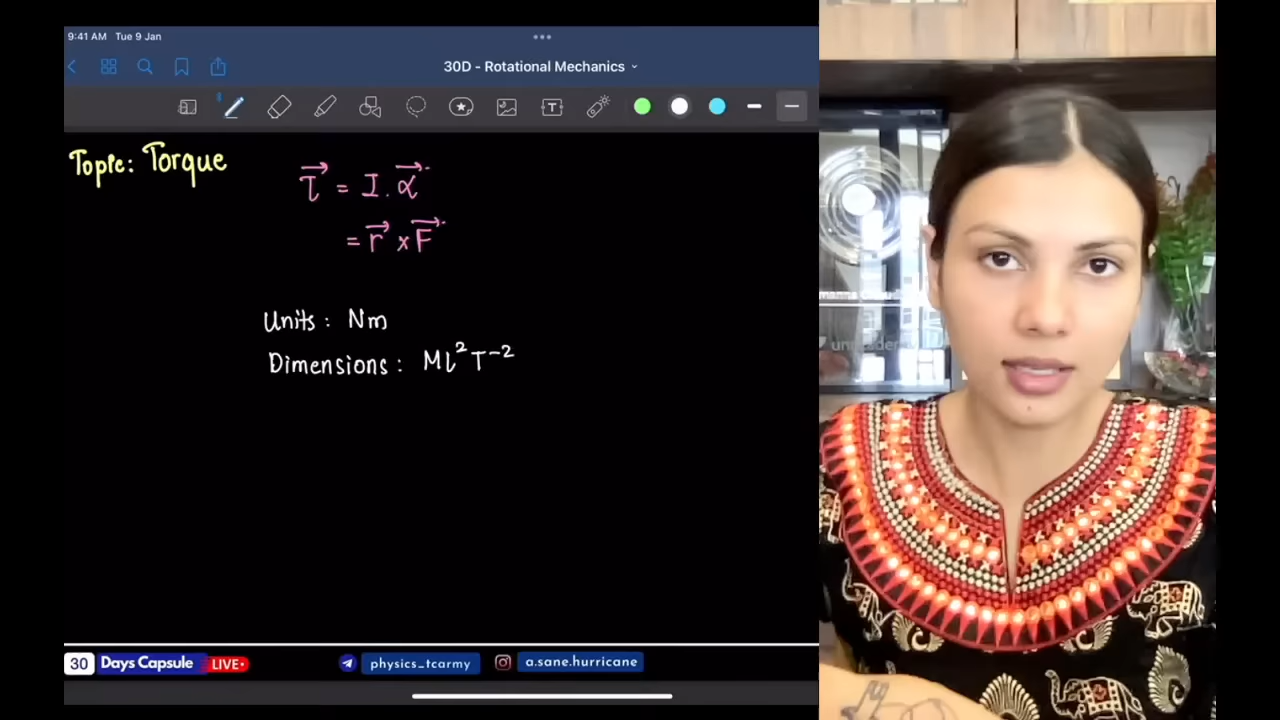 9:41 AM Tue 9 Jan
30D - Rotational Mechanics
Topic: Torque
τ = I.α
= r × F
Units : Nm
Dimensions : ML² T⁻²
30 Days Capsule LIVE
physics_tcarmy
a.sane.hurricane